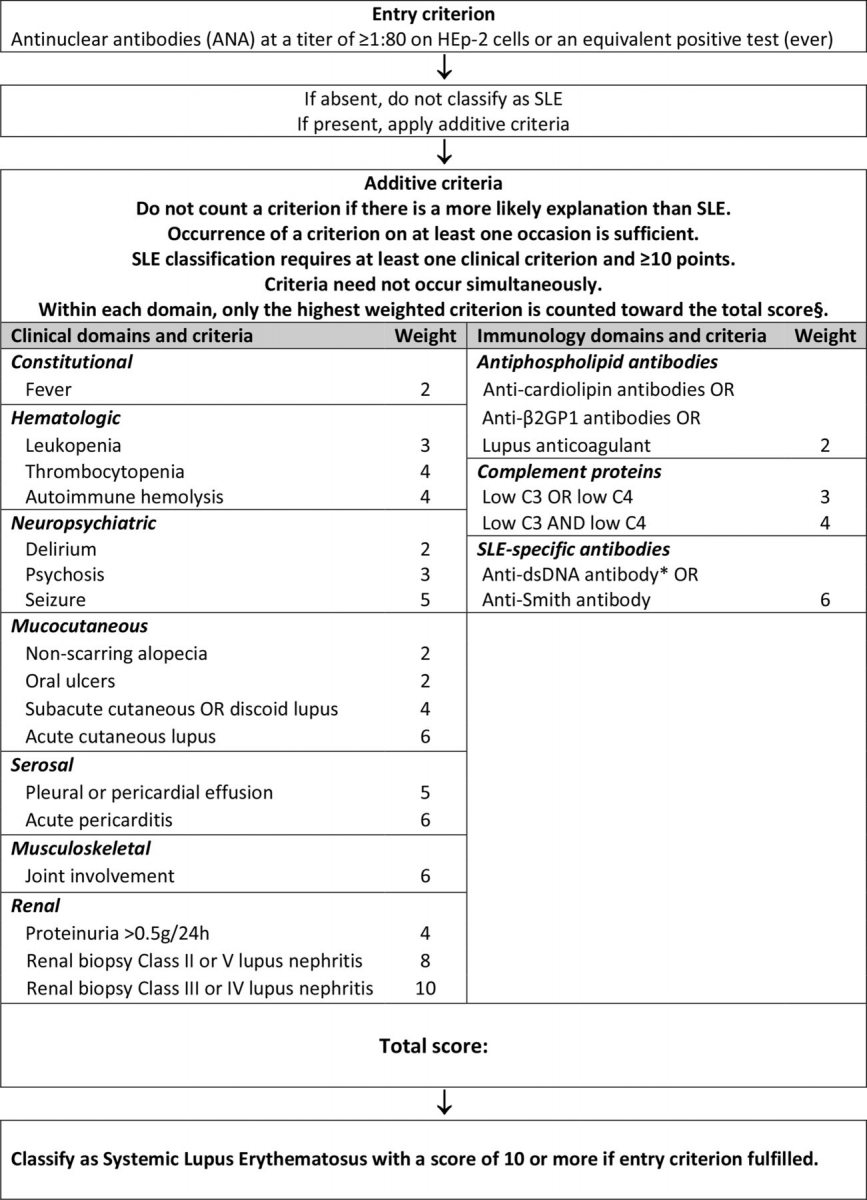 Entry criterion
Antinuclear antibodies (ANA) at a titer of ≥1:80 on HEp-2 cells or an equivalent positive test (ever)
↓
If absent, do not classify as SLE
If present, apply additive criteria
↓
Additive criteria
Do not count a criterion if there is a more likely explanation than SLE.
Occurrence of a criterion on at least one occasion is sufficient.
SLE classification requires at least one clinical criterion and ≥10 points.
Criteria need not occur simultaneously.
Within each domain, only the highest weighted criterion is counted toward the total score§.
Clinical domains and criteria Weight
Constitutional
Fever 2
Hematologic
Leukopenia 3
Thrombocytopenia 4
Autoimmune hemolysis 4
Neuropsychiatric
Delirium 2
Psychosis 3
Seizure 5
Mucocutaneous
Non-scarring alopecia 2
Oral ulcers 2
Subacute cutaneous OR discoid lupus 4
Acute cutaneous lupus 6
Serosal
Pleural or pericardial effusion 5
Acute pericarditis 6
Musculoskeletal
Joint involvement 6
Renal
Proteinuria >0.5g/24h 4
Renal biopsy Class II or V lupus nephritis 8
Renal biopsy Class III or IV lupus nephritis 10
Immunology domains and criteria Weight
Antiphospholipid antibodies
Anti-cardiolipin antibodies OR
Anti-β2GP1 antibodies OR
Lupus anticoagulant 2
Complement proteins
Low C3 OR low C4 3
Low C3 AND low C4 4
SLE-specific antibodies
Anti-dsDNA antibody* OR
Anti-Smith antibody 6
Total score:
↓
Classify as Systemic Lupus Erythematosus with a score of 10 or more if entry criterion fulfilled.